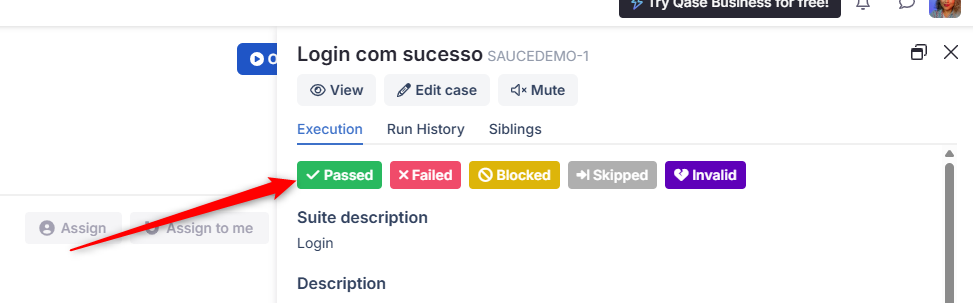 Try Qase Business for free!
Login com sucesso SAUCEDEMO-1
View Edit case Mute
Execution Run History Siblings
Passed Failed Blocked Skipped Invalid
Suite description
Login
Assign Assign to me
Description